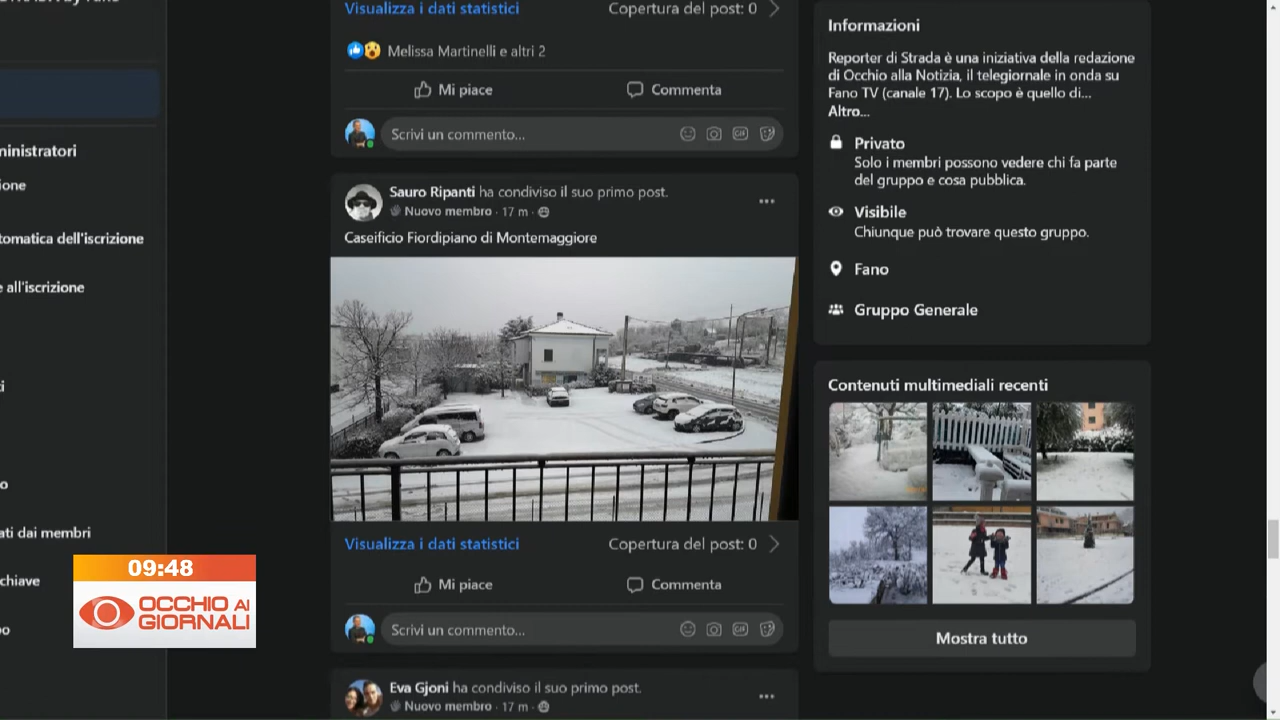 Visualizza i dati statistici
Copertura del post: 0
Melissa Martinelli e altri 2
Mi piace
Commenta
Scrivi un commento...
ministratori
ione
tomatica dell'iscrizione
e all'iscrizione
ti
o
ati dai membri
chiave
po
Sauro Ripanti ha condiviso il suo primo post.
Nuovo membro · 17 m ·
Caseificio Fiordipiano di Montemaggiore
Visualizza i dati statistici
Copertura del post: 0
Mi piace
Commenta
Scrivi un commento...
Eva Gjoni ha condiviso il suo primo post.
Nuovo membro · 17 m ·
Informazioni
Reporter di Strada è una iniziativa della redazione
di Occhio alla Notizia, il telegiornale in onda su
Fano TV (canale 17). Lo scopo è quello di...
Altro...
Privato
Solo i membri possono vedere chi fa parte
del gruppo e cosa pubblica.
Visibile
Chiunque può trovare questo gruppo.
Fano
Gruppo Generale
Contenuti multimediali recenti
Mostra tutto
09:48
OCCHIO AI
GIORNALI